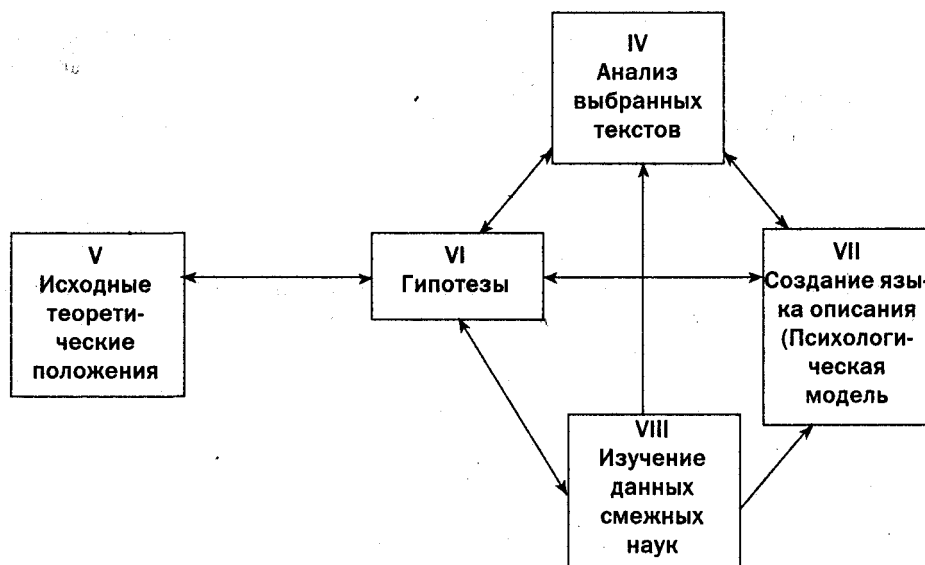 IV
Анализ
выбранных
текстов
V
Исходные
теорети-
ческие
положения
VI
Гипотезы
VII
Создание язы-
ка описания
(Психологи-
ческая
модель
VIII
Изучение
данных
смежных
наук